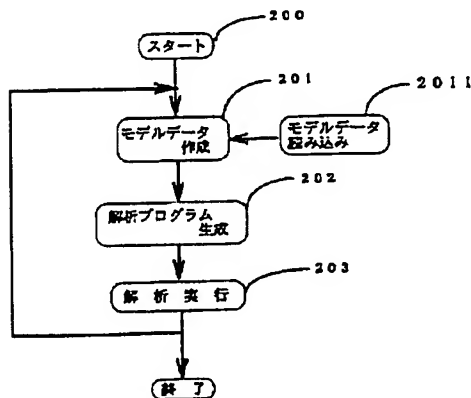 200
スタート
201
2011
モデルデータ
作成
モデルデータ
読み込み
202
解析プログラム
生成
203
解析実行
終了